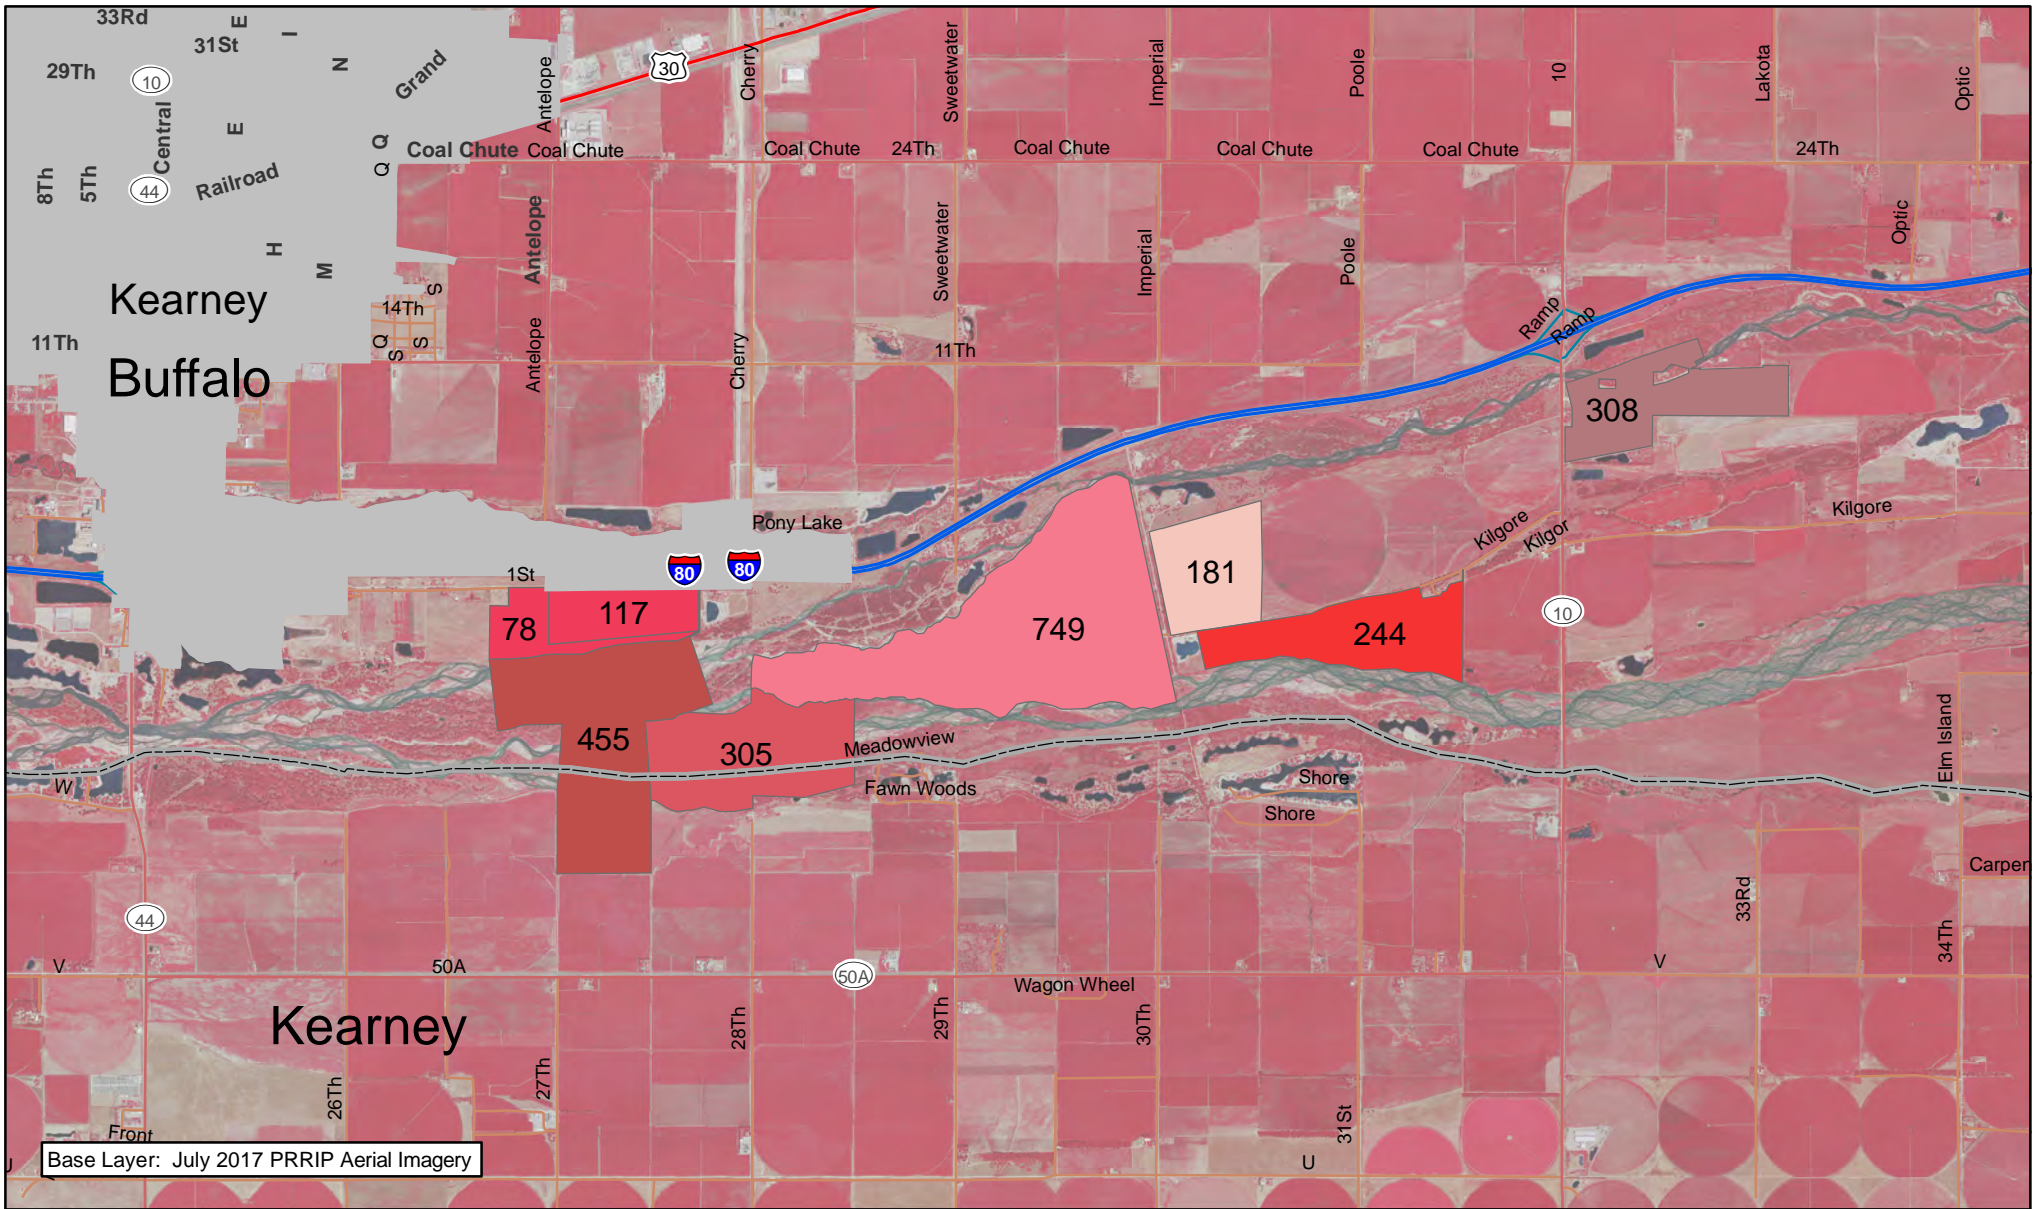 33Rd
E
I
31St
N
Grand
29Th
10
Central
E
Antelope
30
Cherry
Sweetwater
Imperial
Poole
10
Lakota
Optic
Q
Q
Coal Chute
Coal Chute
Coal Chute
24Th
Coal Chute
Coal Chute
Coal Chute
24Th
8Th
5Th
44
Railroad
H
M
Antelope
Sweetwater
Imperial
Poole
Optic
Kearney
S
14Th
Q
S
S
11Th
Antelope
Cherry
11Th
Ramp
Ramp
Buffalo
308
Pony Lake
Kilgore
Kilgor
Kilgore
80
80
1St
78
117
181
749
244
10
455
305
Meadowview
Fawn Woods
Shore
Shore
Elm Island
W
Carpen
44
33Rd
34Th
V
50A
50A
V
Wagon Wheel
Kearney
26Th
27Th
28Th
29Th
30Th
31St
Front
Base Layer: July 2017 PRRIP Aerial Imagery
U